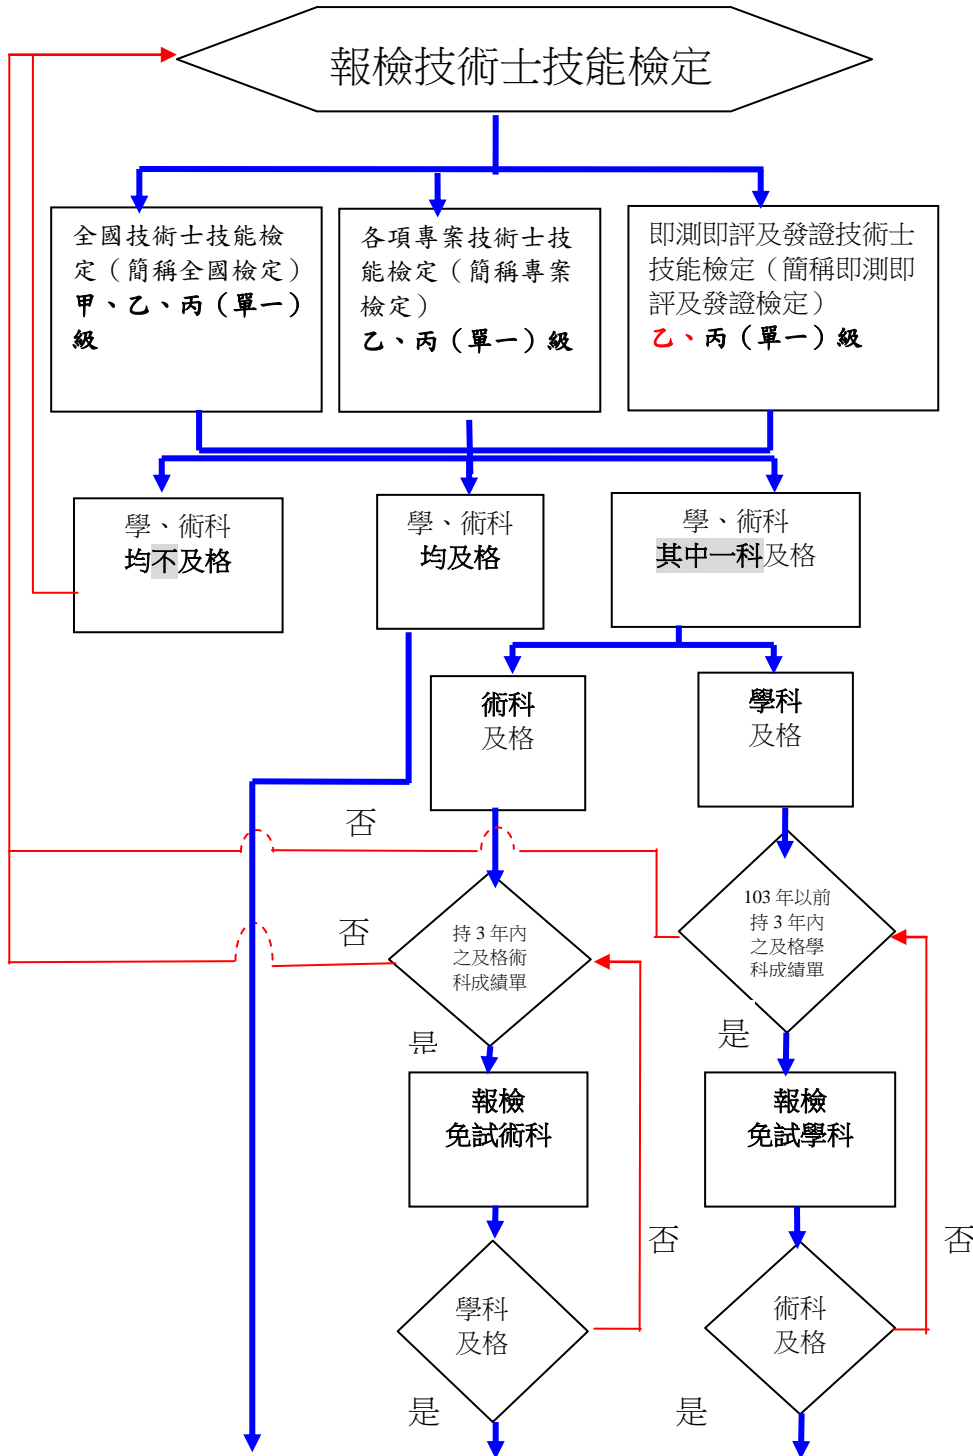 報檢技術士技能檢定
全國技術士技能檢
定（簡稱全國檢定）
甲、乙、丙（單一）
級
各項專案技術士技
能檢定（簡稱專案
檢定）
乙、丙（單一）級
即測即評及發證技術士
技能檢定（簡稱即測即
評及發證檢定）
乙、丙（單一）級
學、術科
均不及格
學、術科
均及格
學、術科
其中一科及格
術科
及格
學科
及格
否
否
持 3 年內
之及格術
科成績單
103 年以前
持 3 年內
之及格學
科成績單
是
是
報檢
免試術科
報檢
免試學科
否
否
學科
及格
術科
及格
是
是